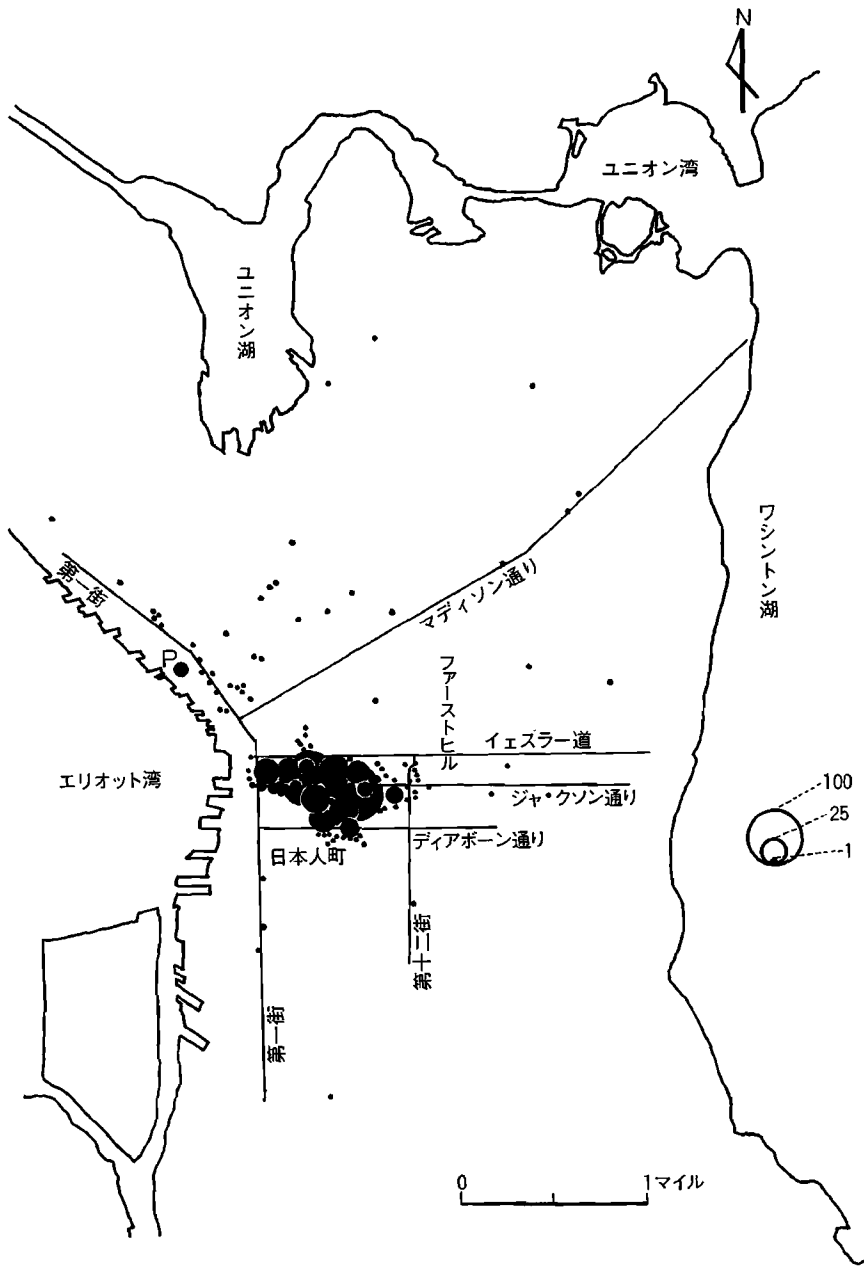 N
ユニオン湾
ユニオン湖
ワシントン湖
第一街
マディソン通り
P
ファーストヒル
イェスラー道
エリオット湾
ジャクソン通り
100
25
1
ディアボーン通り
日本人町
第十二街
第一街
0 1マイル